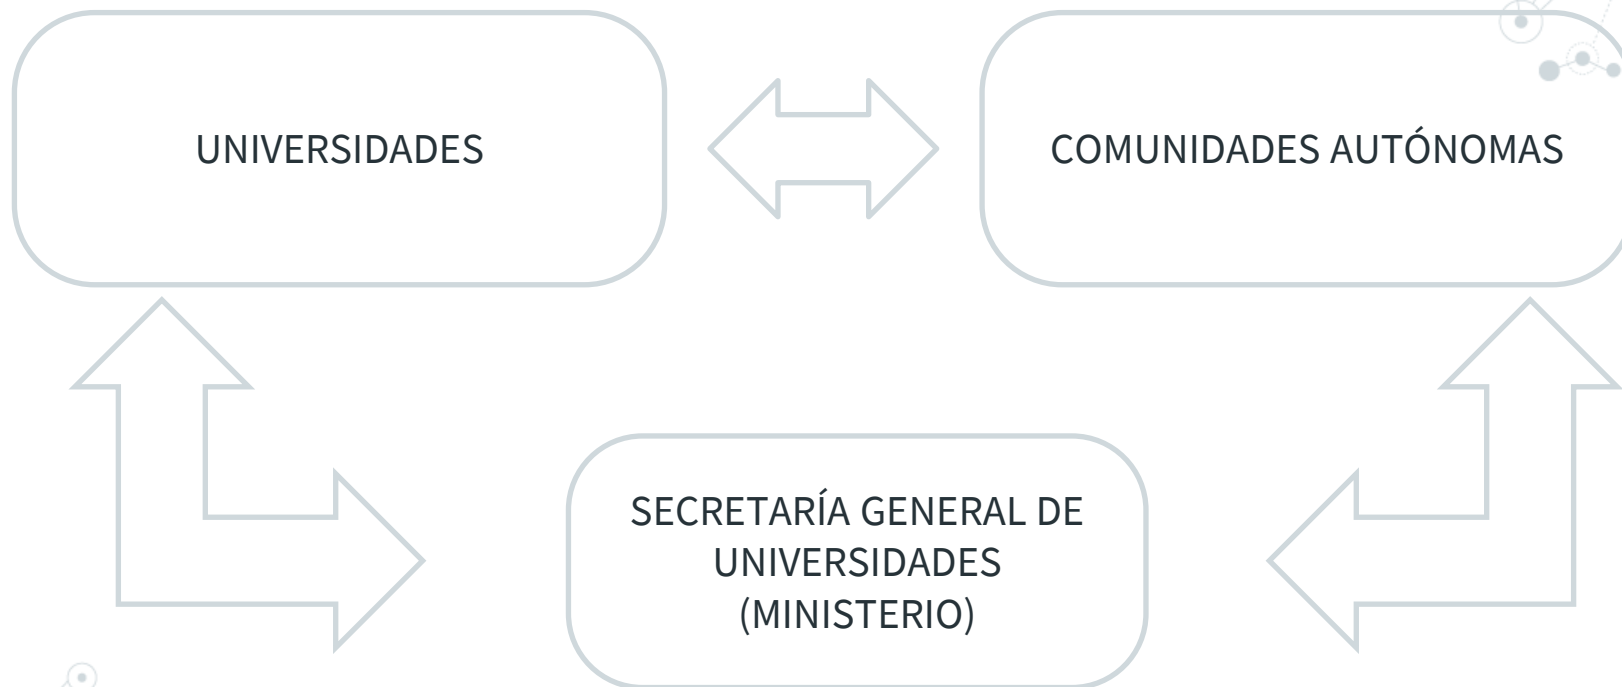 UNIVERSIDADES
COMUNIDADES AUTÓNOMAS
SECRETARÍA GENERAL DE
UNIVERSIDADES
(MINISTERIO)